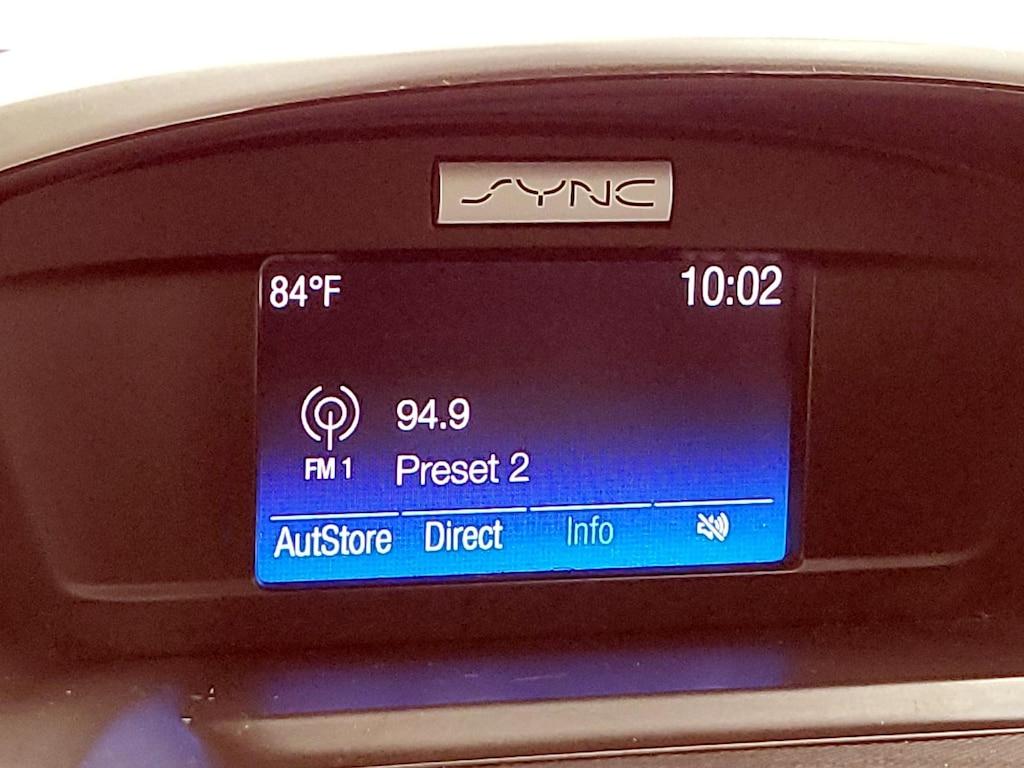 SYNC
84°F 10:02
94.9
FM 1 Preset 2
AutStore Direct Info